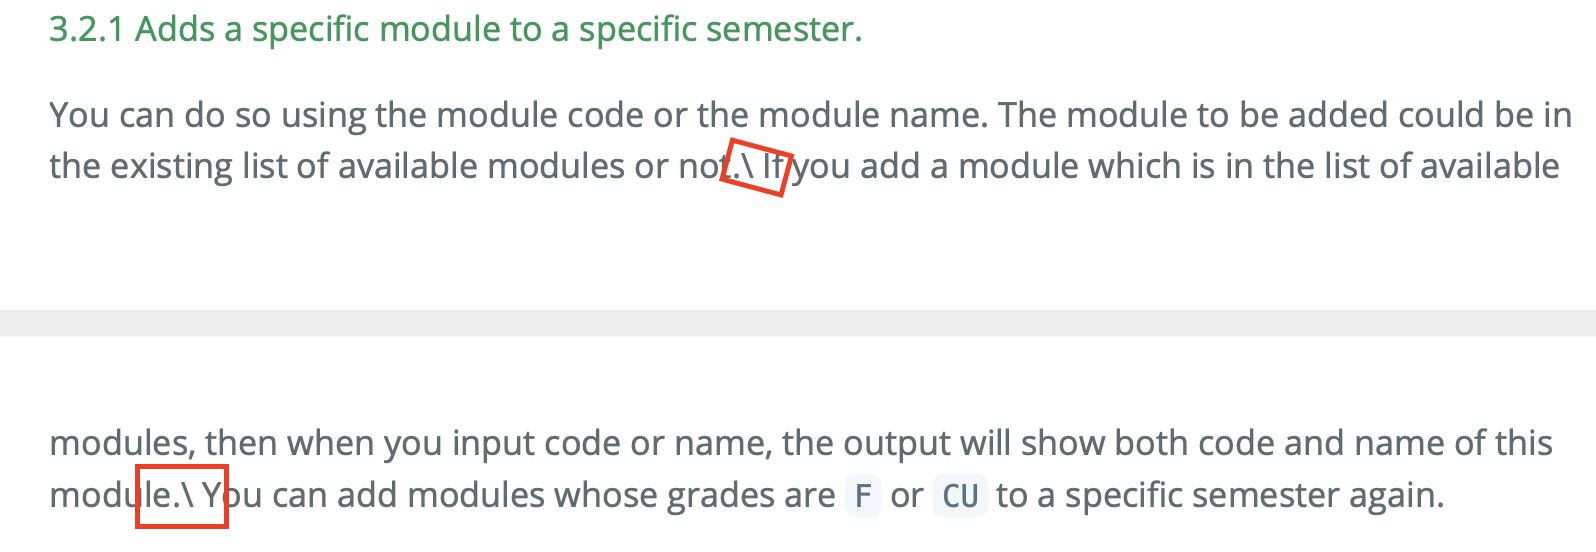 3.2.1 Adds a specific module to a specific semester.
You can do so using the module code or the module name. The module to be added could be in
the existing list of available modules or not.\ If you add a module which is in the list of available
modules, then when you input code or name, the output will show both code and name of this
module.\ You can add modules whose grades are F or CU to a specific semester again.